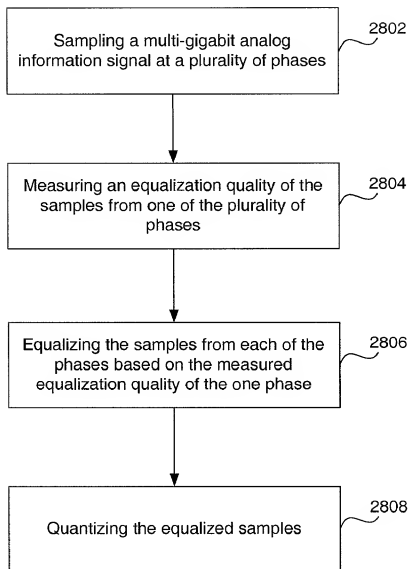 Sampling a multi-gigabit analog
information signal at a plurality of phases
2802
Measuring an equalization quality of the
samples from one of the plurality of
phases
2804
Equalizing the samples from each of the
phases based on the measured
equalization quality of the one phase
2806
Quantizing the equalized samples
2808